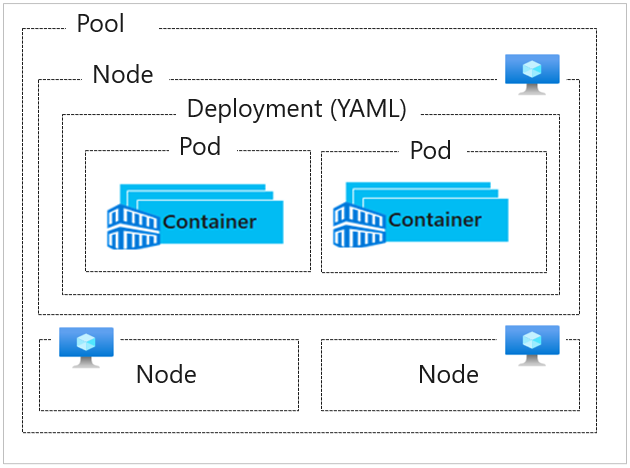 Pool
Node
Deployment (YAML)
Pod
Pod
Container
Container
Node
Node